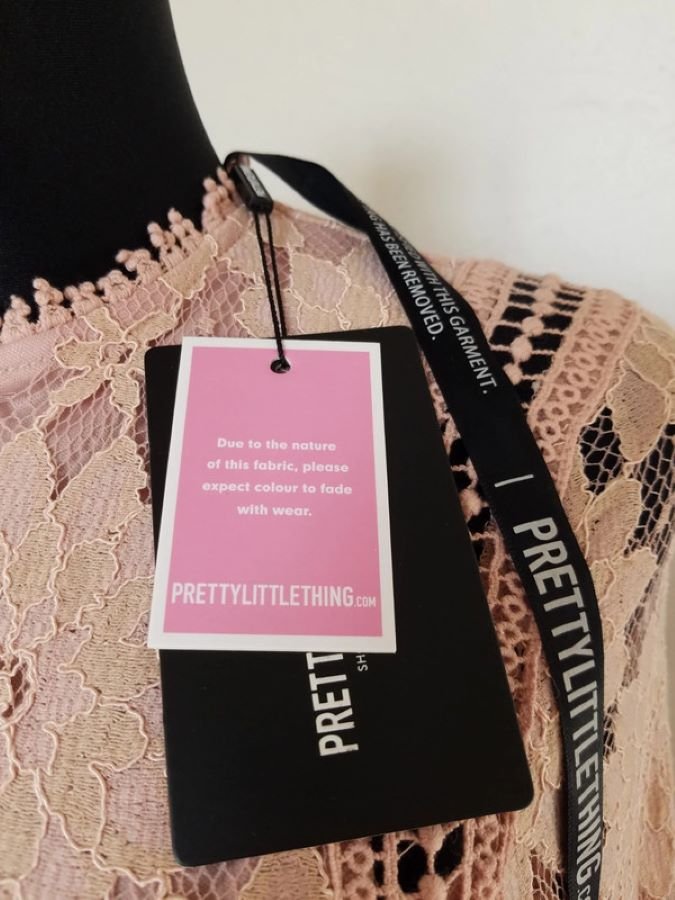 Due to the nature
of this fabric, please
expect colour to fade
with wear.
PRETTYLITTLETHING.COM
PRETT
SH
WITH THIS GARMENT.
HAS BEEN REMOVED.
| PRETTYLITTLETHING